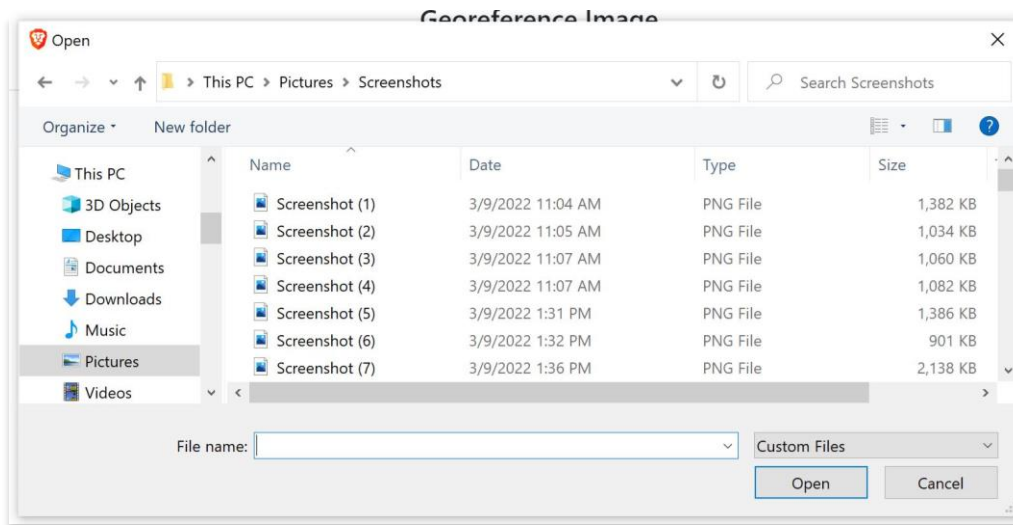 Georeference Image
Open
This PC > Pictures > Screenshots
Search Screenshots
Organize
New folder
This PC
3D Objects
Desktop
Documents
Downloads
Music
Pictures
Videos
Name Date Type Size
Screenshot (1) 3/9/2022 11:04 AM PNG File 1,382 KB
Screenshot (2) 3/9/2022 11:05 AM PNG File 1,034 KB
Screenshot (3) 3/9/2022 11:07 AM PNG File 1,060 KB
Screenshot (4) 3/9/2022 11:07 AM PNG File 1,082 KB
Screenshot (5) 3/9/2022 1:31 PM PNG File 1,386 KB
Screenshot (6) 3/9/2022 1:32 PM PNG File 901 KB
Screenshot (7) 3/9/2022 1:36 PM PNG File 2,138 KB
File name:
Custom Files
Open
Cancel